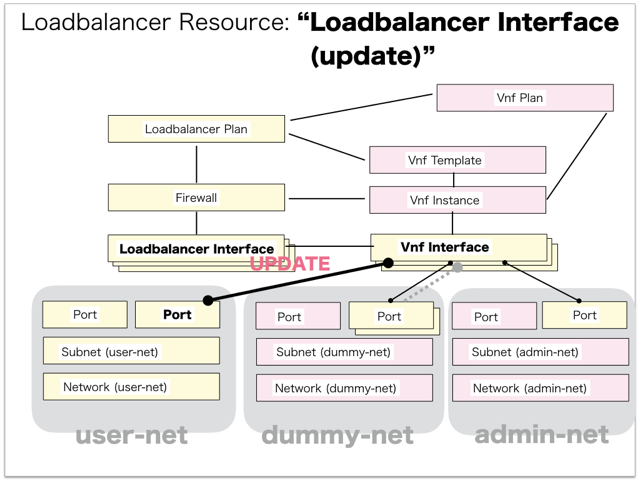 Loadbalancer Resource: “Loadbalancer Interface
(update)”
Vnf Plan
Loadbalancer Plan
Vnf Template
Firewall
Vnf Instance
Loadbalancer Interface
Vnf Interface
UPDATE
Port
Port
Port
Port
Port
Port
Subnet (user-net)
Subnet (dummy-net)
Subnet (admin-net)
Network (user-net)
Network (dummy-net)
Network (admin-net)
user-net
dummy-net
admin-net